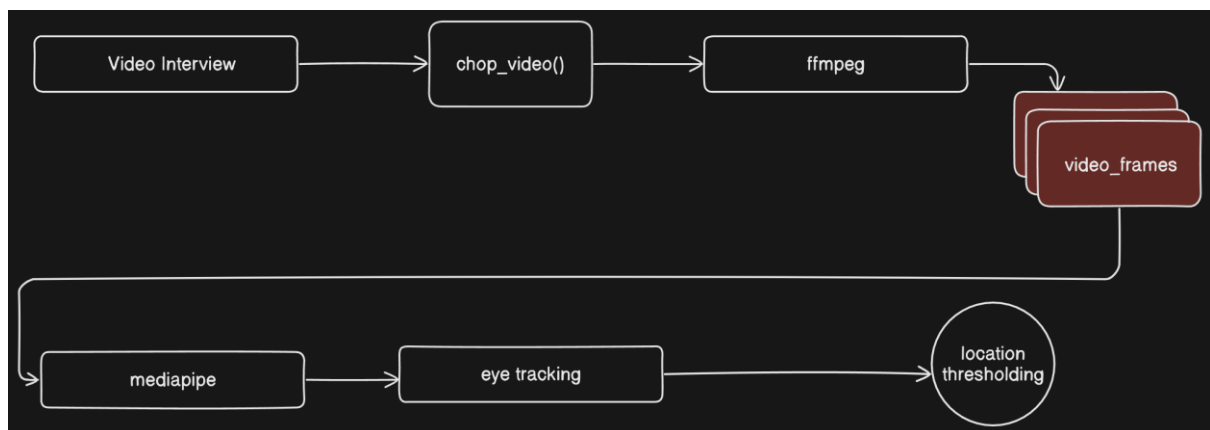 Video Interview
chop_video()
ffmpeg
video_frames
mediapipe
eye tracking
location
thresholding